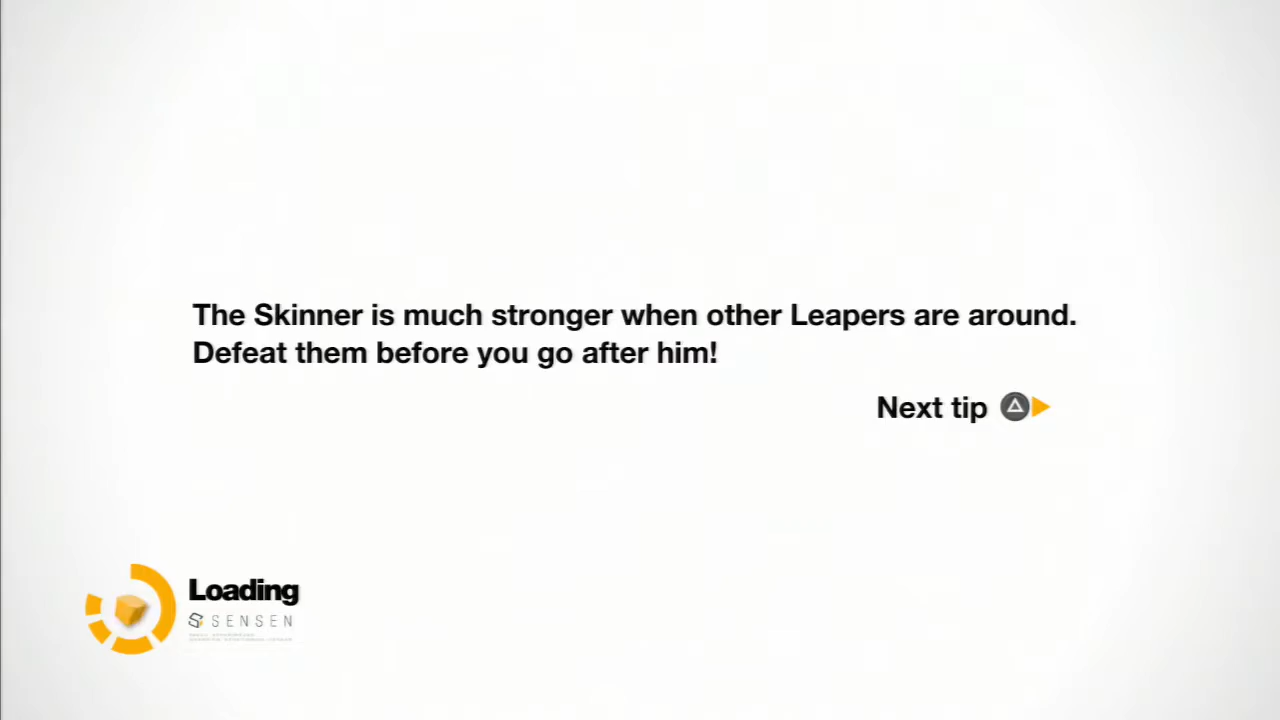 The Skinner is much stronger when other Leapers are around.
Defeat them before you go after him!
Next tip
Loading
SENSEN